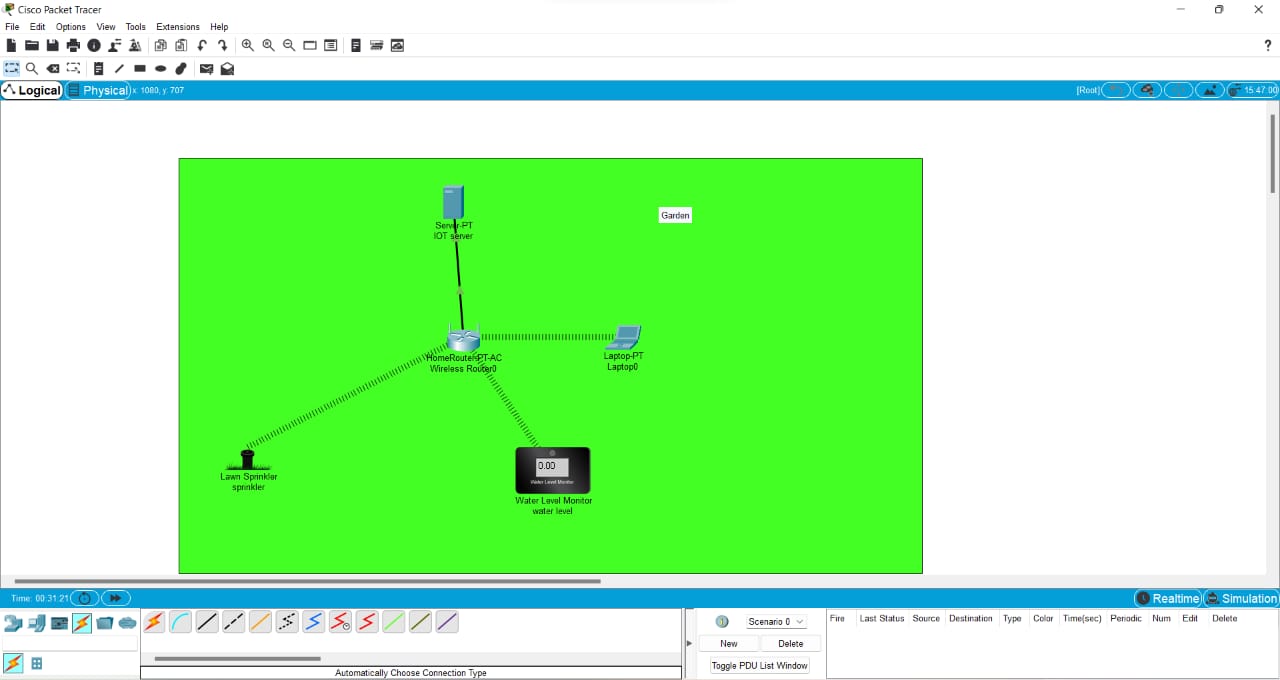 Cisco Packet Tracer
File Edit Options View Tools Extensions Help
?
Logical Physical x: 1080, y: 707 [Root] 15:47:00
Garden
Server-PT
IOT server
HomeRouter-PT-AC
Wireless Router0
Laptop-PT
Laptop0
Lawn Sprinkler
sprinkler
0.00
Water Level Monitor
Water Level Monitor
water level
Time: 00:31:21 Realtime Simulation
Scenario 0 Fire Last Status Source Destination Type Color Time(sec) Periodic Num Edit Delete
New Delete
Toggle PDU List Window
Automatically Choose Connection Type